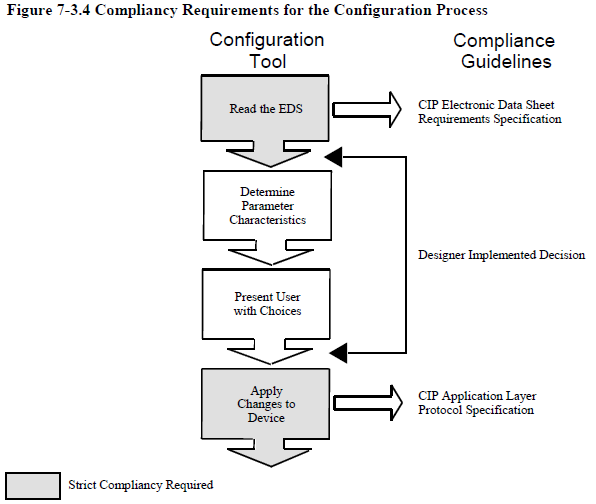 Figure 7-3.4 Compliancy Requirements for the Configuration Process
Configuration
Tool
Compliance
Guidelines
Read the EDS
CIP Electronic Data Sheet
Requirements Specification
Determine
Parameter
Characteristics
Designer Implemented Decision
Present User
with Choices
Apply
Changes to
Device
CIP Application Layer
Protocol Specification
Strict Compliancy Required